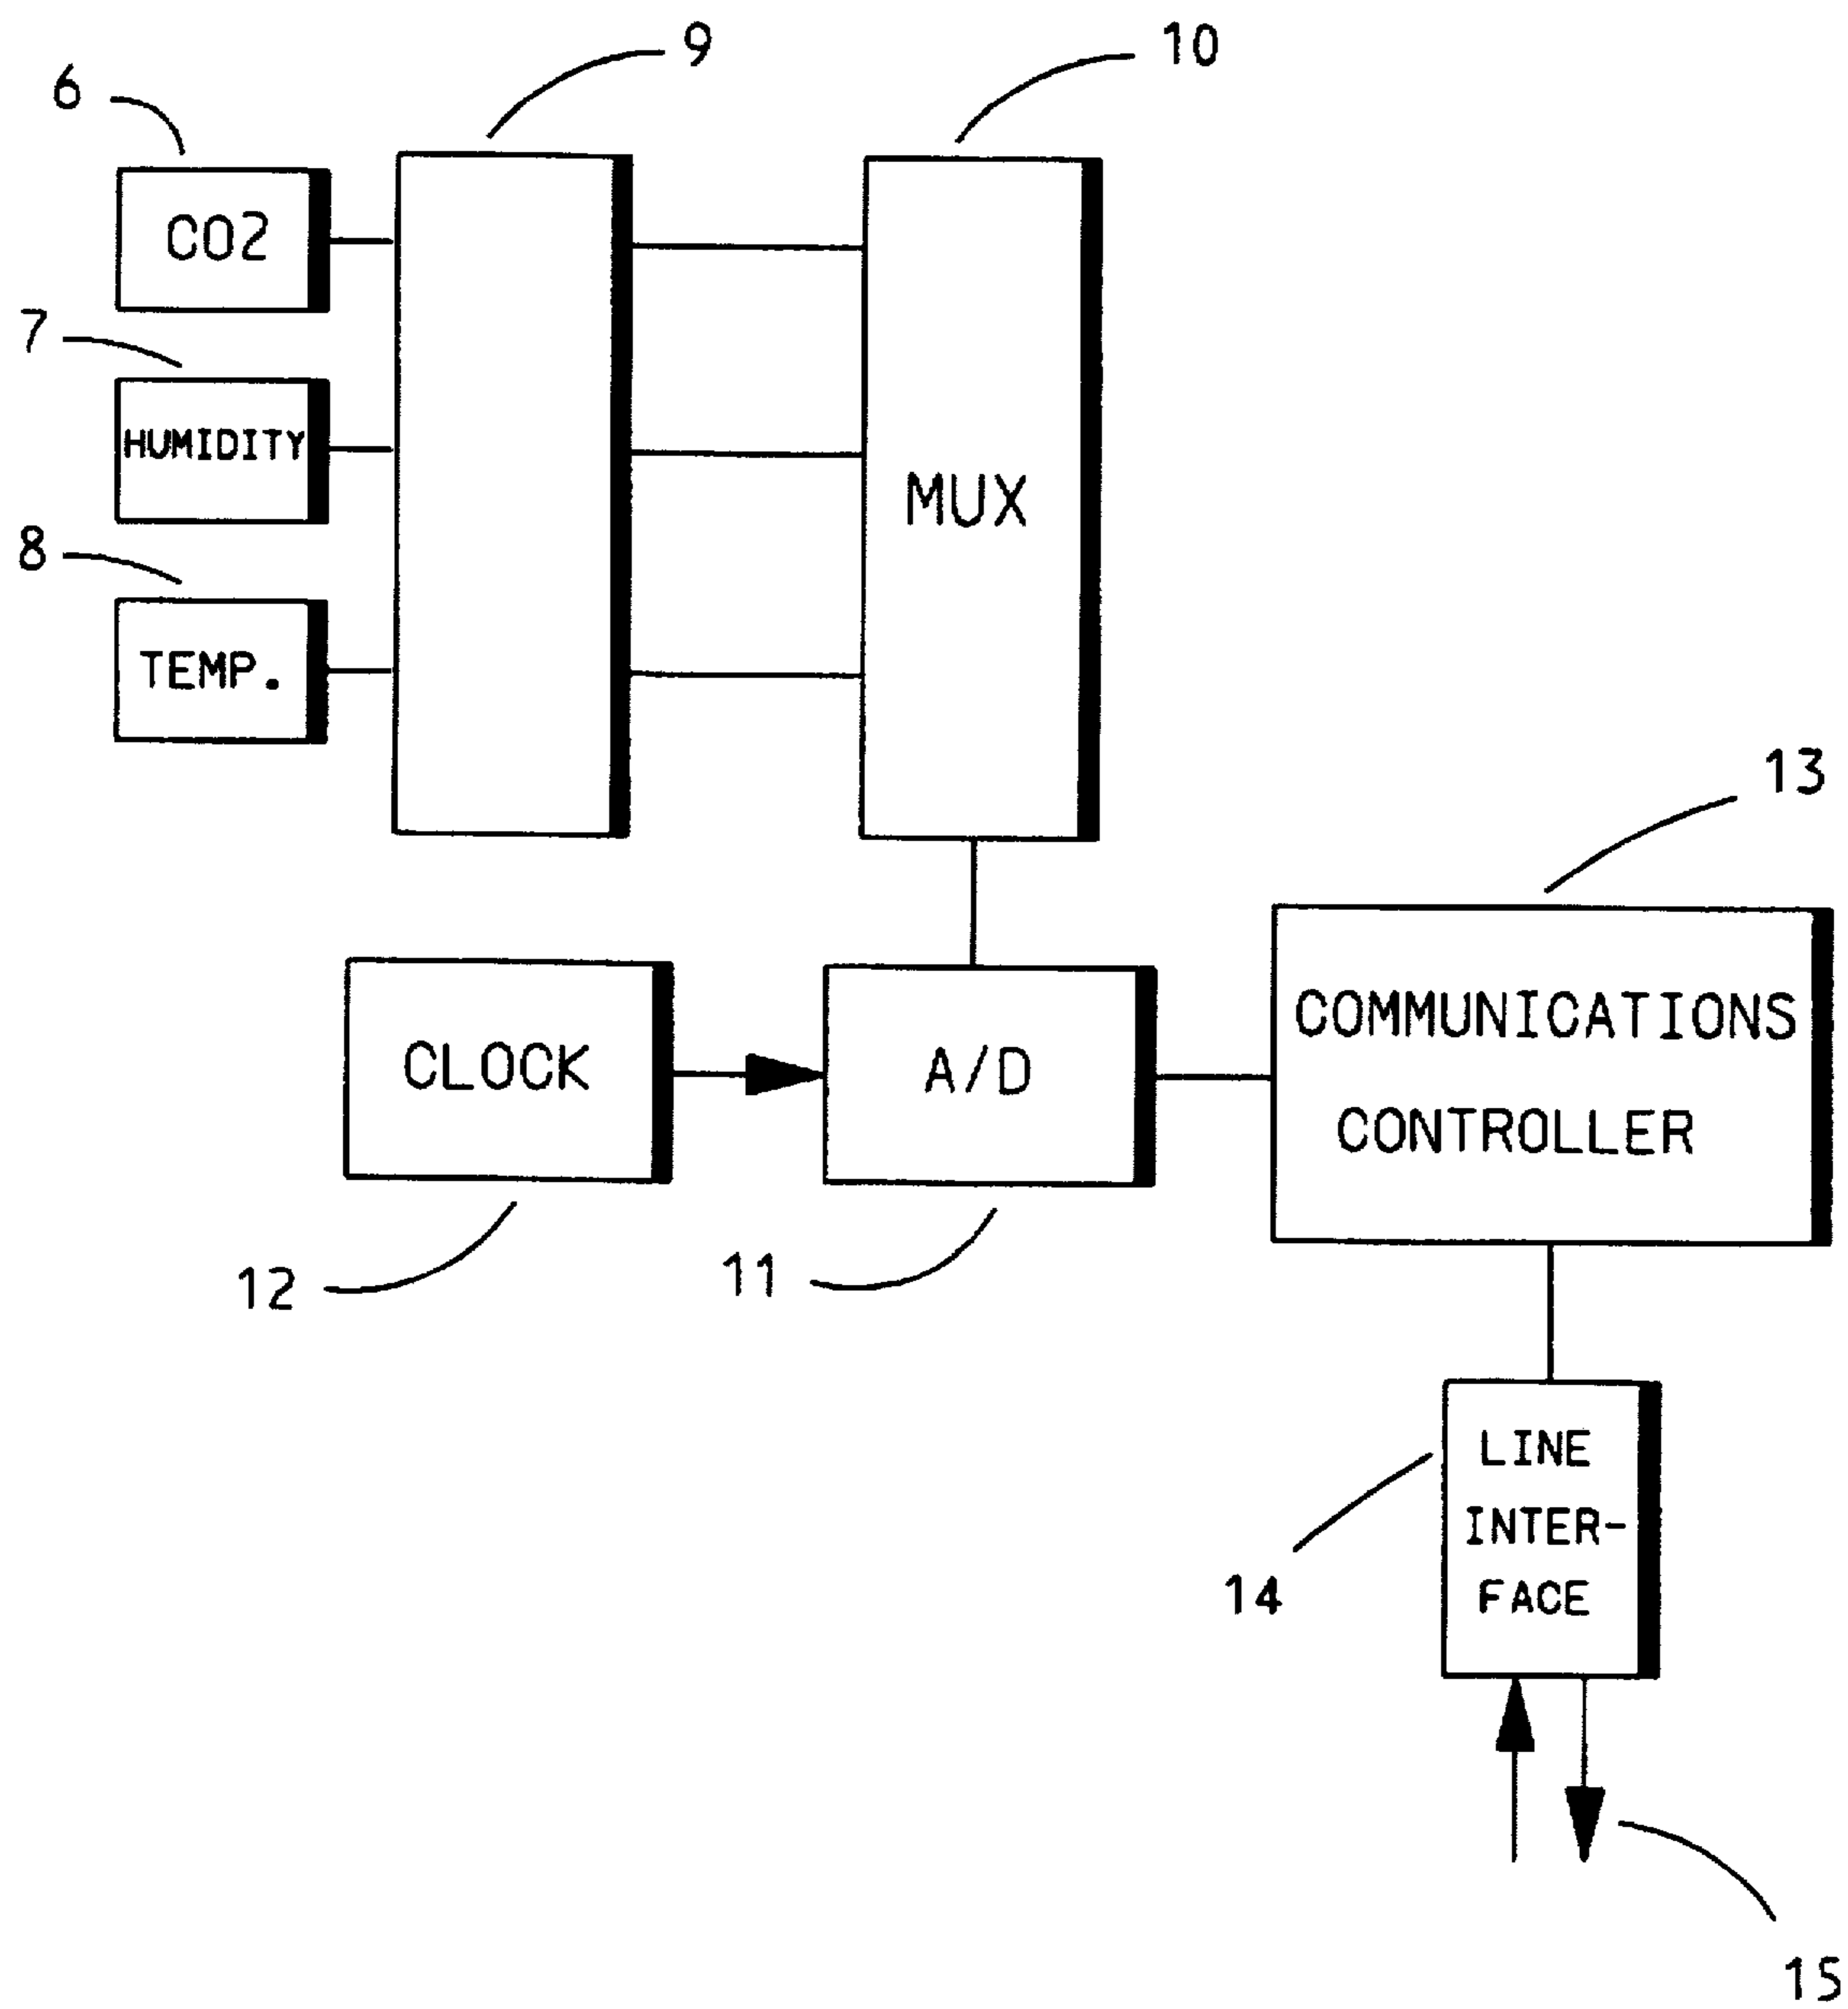 9
10
6
CO2
7
HUMIDITY
MUX
8
TEMP.
13
COMMUNICATIONS
CONTROLLER
CLOCK
A/D
12
11
LINE
INTER-
FACE
14
15